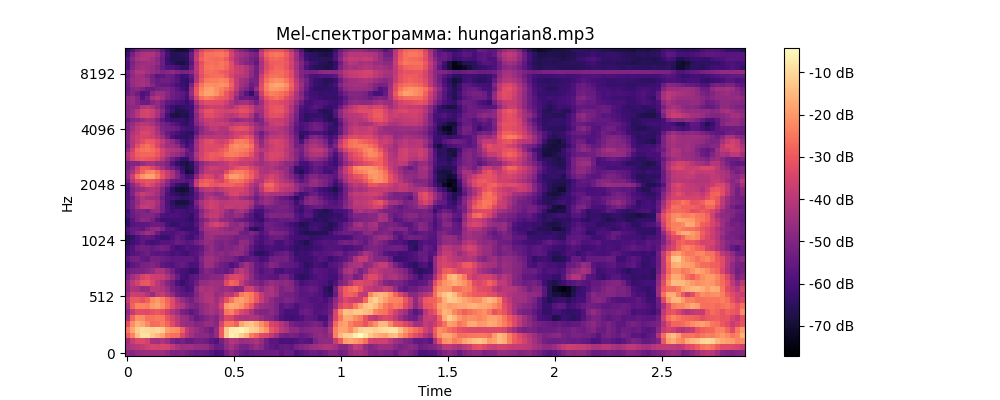 Mel-спектрограмма: hungarian8.mp3
8192
4096
2048
1024
512
0
Hz
0
0.5
1
1.5
2
2.5
Time
-10 dB
-20 dB
-30 dB
-40 dB
-50 dB
-60 dB
-70 dB